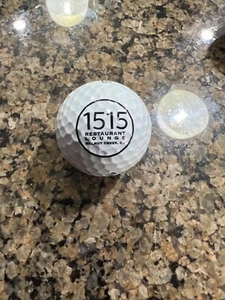 1515
RESTAURANT
LOUNGE
WALNUT CREEK, CA